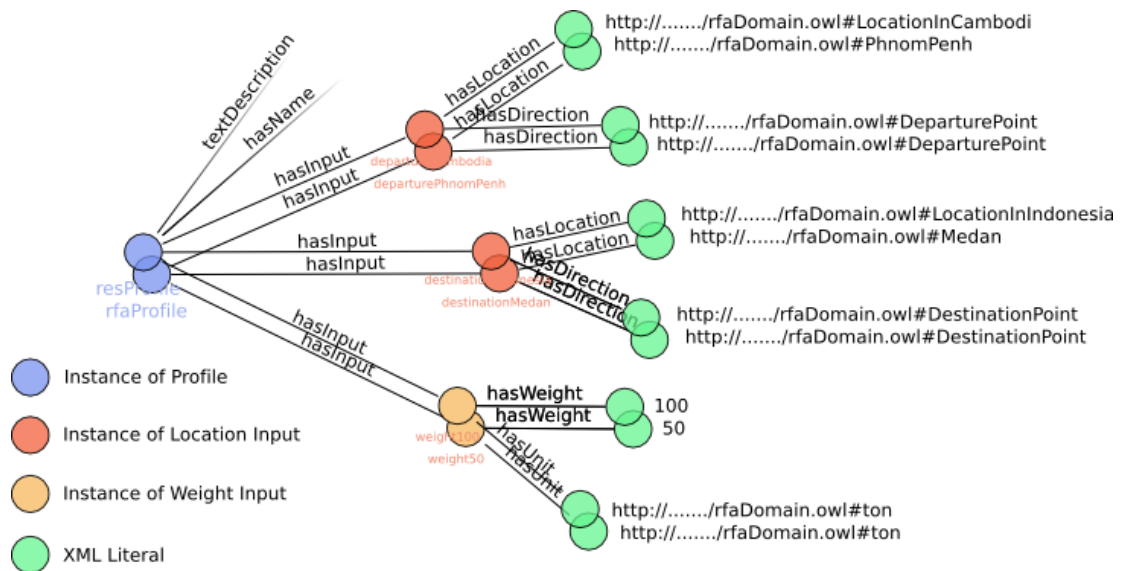 http://......./rfaDomain.owl#LocationInCambodi
http://......./rfaDomain.owl#PhnomPenh
textDescription
hasName
hasLocation
hasLocation
hasDirection
hasDirection
http://......./rfaDomain.owl#DeparturePoint
http://......./rfaDomain.owl#DeparturePoint
hasInput
hasInput
departurePhnomPenh
hasInput
hasInput
hasLocation
hasLocation
http://......./rfaDomain.owl#LocationInIndonesia
http://......./rfaDomain.owl#Medan
hasDirection
hasDirection
destinationMedan
resProfile
rfaProfile
http://......./rfaDomain.owl#DestinationPoint
http://......./rfaDomain.owl#DestinationPoint
hasInput
hasInput
Instance of Profile
hasWeight
hasWeight
100
50
Instance of Location Input
weight100
weight50
hasUnit
hasUnit
Instance of Weight Input
http://......./rfaDomain.owl#ton
http://......./rfaDomain.owl#ton
XML Literal